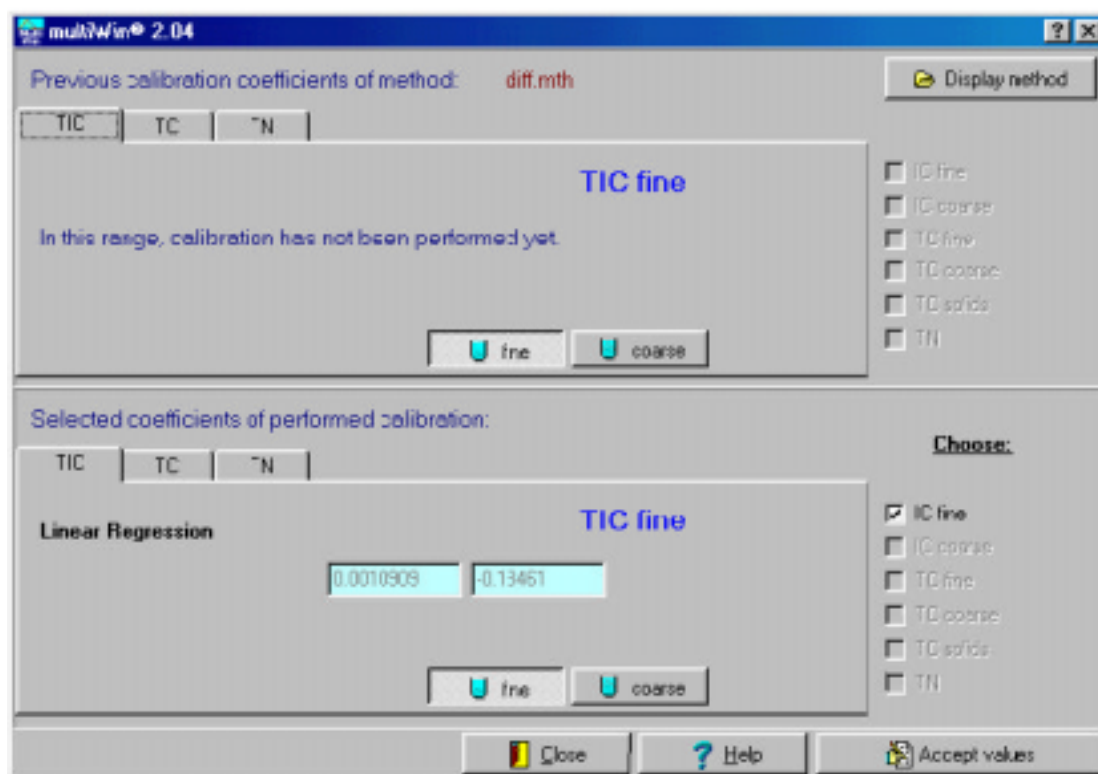 multiWin® 2.04
Previous calibration coefficients of method: diff.mth
Display method
TIC TC TN
TIC fine
In this range, calibration has not been performed yet.
fine coarse
IC fine
IC coarse
TC fine
TC coarse
TC solids
TN
Selected coefficients of performed calibration:
Choose:
TIC TC TN
TIC fine
Linear Regression
0.0010909 -0.13461
fine coarse
IC fine
IC coarse
TC fine
TC coarse
TC solids
TN
Close Help Accept values